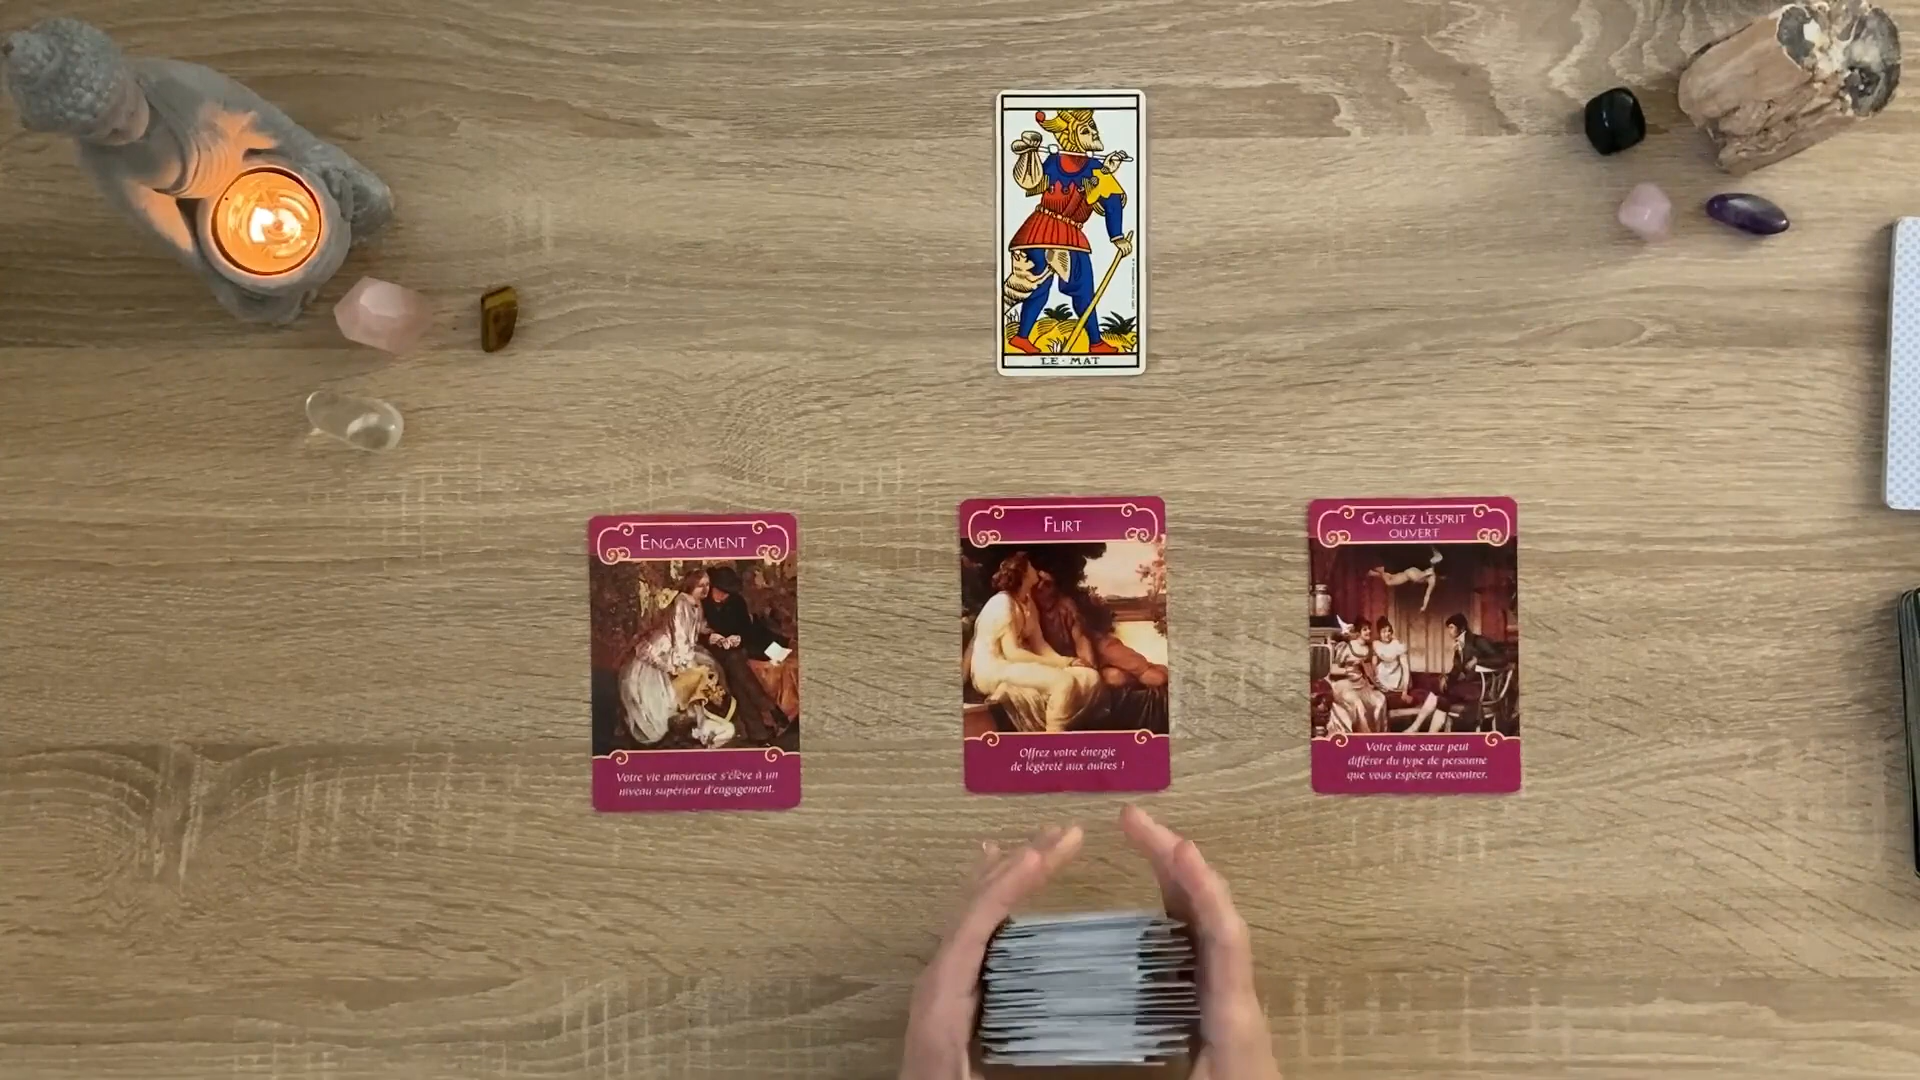 LE·MAT
ENGAGEMENT
Votre vie amoureuse s'élève à un
niveau supérieur d'engagement.
FLIRT
Offrez votre énergie
de légèreté aux autres !
GARDEZ L'ESPRIT
OUVERT
Votre âme sœur peut
différer du type de personne
que vous espérez rencontrer.